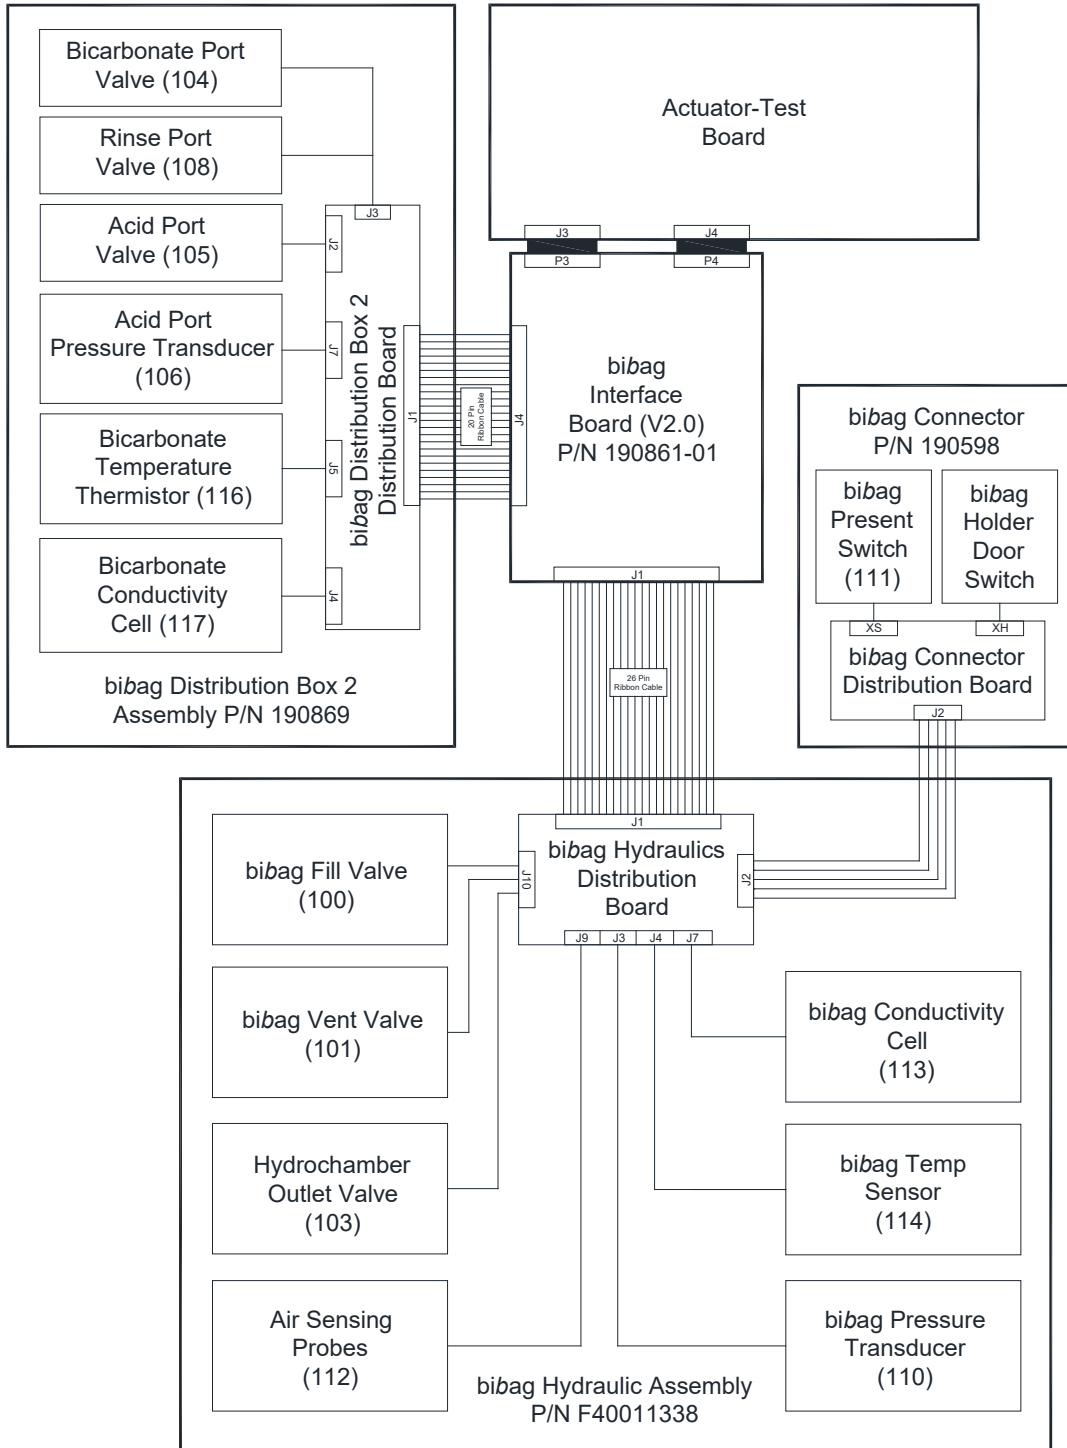 Bicarbonate Port
Valve (104)
Rinse Port
Valve (108)
Acid Port
Valve (105)
Acid Port
Pressure Transducer
(106)
Bicarbonate
Temperature
Thermistor (116)
Bicarbonate
Conductivity
Cell (117)
J3
J2
J7
J5
J4
J1
bibag Distribution Box 2
Distribution Board
bibag Distribution Box 2
Assembly P/N 190869
20 Pin
Ribbon Cable
Actuator-Test
Board
J3
J4
P3
P4
J4
bibag
Interface
Board (V2.0)
P/N 190861-01
J1
26 Pin
Ribbon Cable
bibag Connector
P/N 190598
bibag
Present
Switch
(111)
bibag
Holder
Door
Switch
XS
XH
bibag Connector
Distribution Board
J2
J1
bibag Hydraulics
Distribution
Board
J10
J2
J9
J3
J4
J7
bibag Fill Valve
(100)
bibag Vent Valve
(101)
Hydrochamber
Outlet Valve
(103)
Air Sensing
Probes
(112)
bibag Conductivity
Cell
(113)
bibag Temp
Sensor
(114)
bibag Pressure
Transducer
(110)
bibag Hydraulic Assembly
P/N F40011338